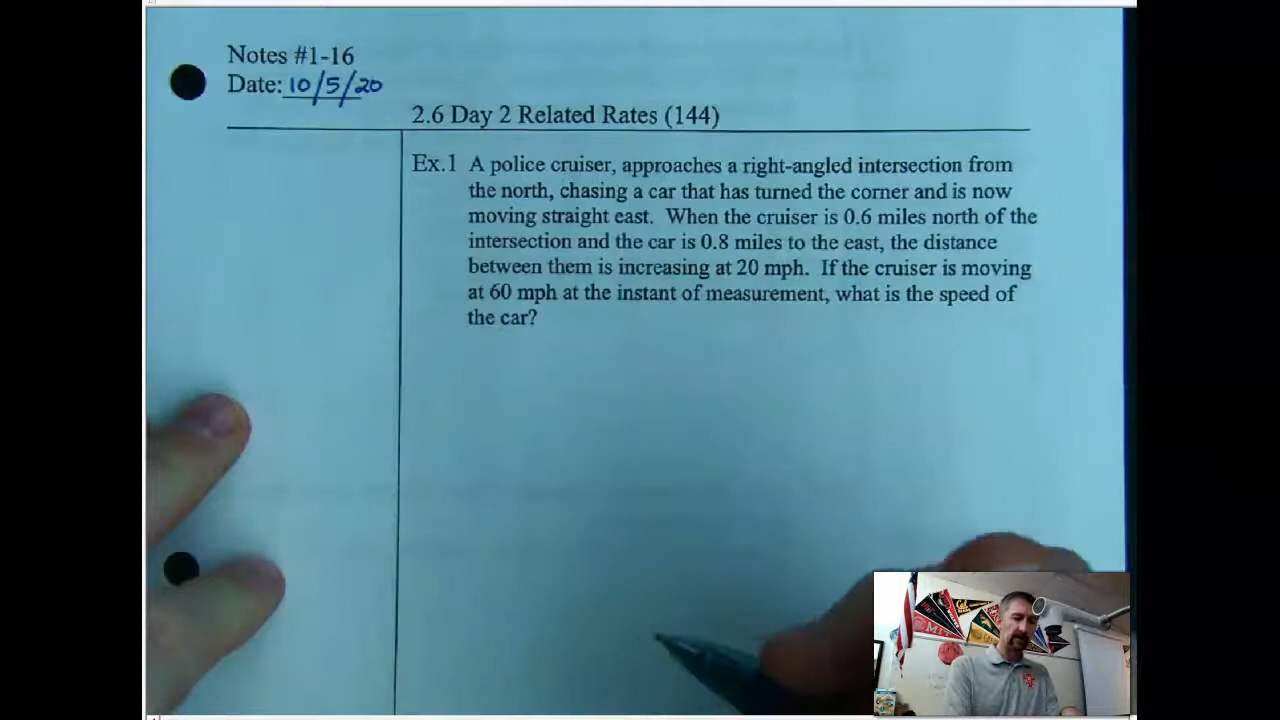 Notes #1-16
Date: 10/5/20
2.6 Day 2 Related Rates (144)
Ex.1 A police cruiser, approaches a right-angled intersection from
the north, chasing a car that has turned the corner and is now
moving straight east. When the cruiser is 0.6 miles north of the
intersection and the car is 0.8 miles to the east, the distance
between them is increasing at 20 mph. If the cruiser is moving
at 60 mph at the instant of measurement, what is the speed of
the car?